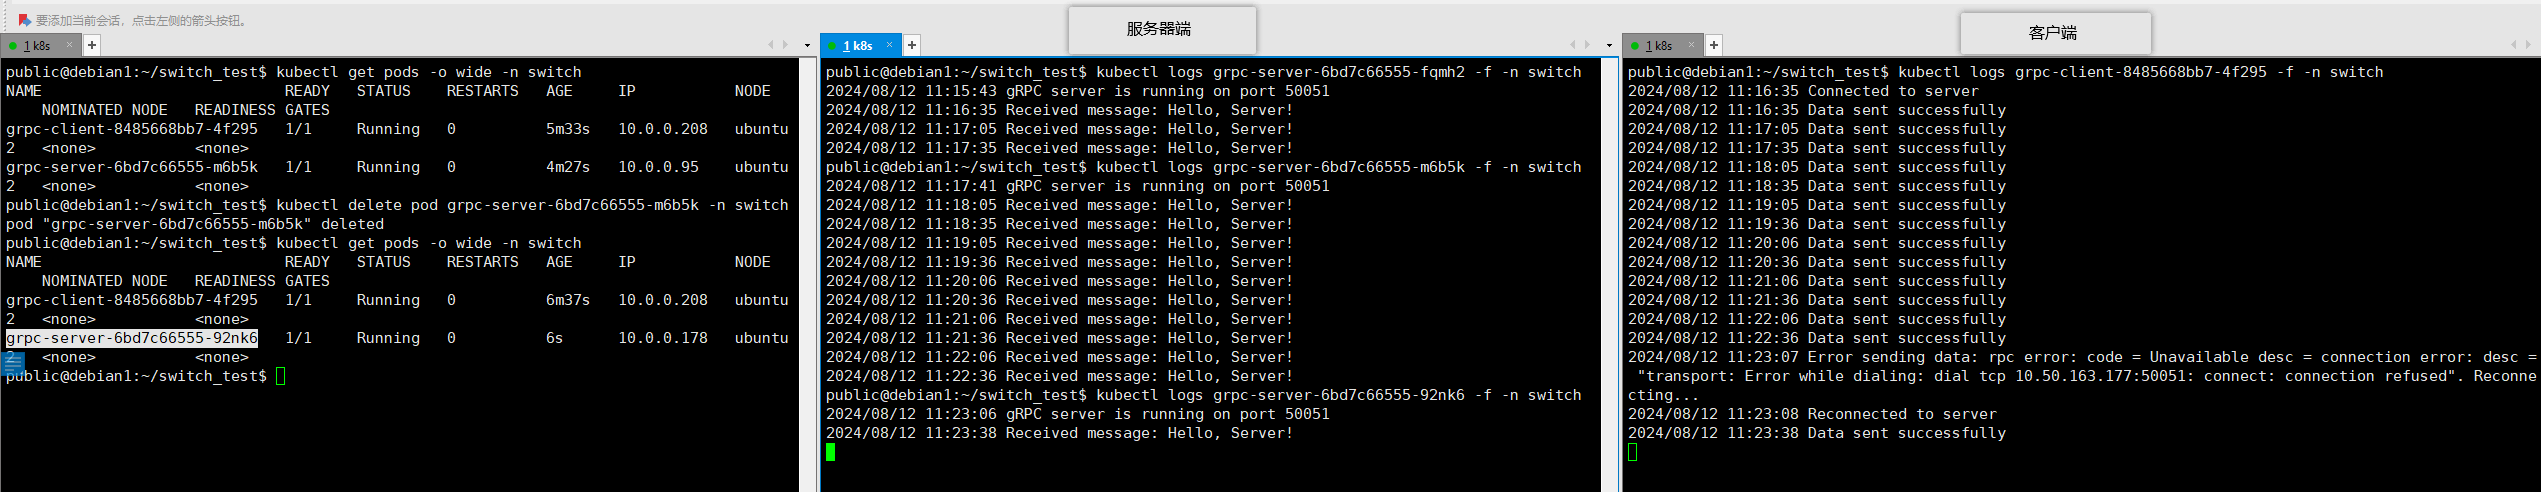 要添加当前会话，点击左侧的箭头按钮。
服务器端
客户端
1 k8s
public@debian1:~/switch_test$ kubectl get pods -o wide -n switch
NAME READY STATUS RESTARTS AGE IP NODE
NOMINATED NODE READINESS GATES
grpc-client-8485668bb7-4f295 1/1 Running 0 5m33s 10.0.0.208 ubuntu
2 <none> <none>
grpc-server-6bd7c66555-m6b5k 1/1 Running 0 4m27s 10.0.0.95 ubuntu
2 <none> <none>
public@debian1:~/switch_test$ kubectl delete pod grpc-server-6bd7c66555-m6b5k -n switch
pod "grpc-server-6bd7c66555-m6b5k" deleted
public@debian1:~/switch_test$ kubectl get pods -o wide -n switch
NAME READY STATUS RESTARTS AGE IP NODE
NOMINATED NODE READINESS GATES
grpc-client-8485668bb7-4f295 1/1 Running 0 6m37s 10.0.0.208 ubuntu
2 <none> <none>
grpc-server-6bd7c66555-92nk6 1/1 Running 0 6s 10.0.0.178 ubuntu
2 <none> <none>
public@debian1:~/switch_test$
1 k8s
public@debian1:~/switch_test$ kubectl logs grpc-server-6bd7c66555-fqmh2 -f -n switch
2024/08/12 11:15:43 gRPC server is running on port 50051
2024/08/12 11:16:35 Received message: Hello, Server!
2024/08/12 11:17:05 Received message: Hello, Server!
2024/08/12 11:17:35 Received message: Hello, Server!
public@debian1:~/switch_test$ kubectl logs grpc-server-6bd7c66555-m6b5k -f -n switch
2024/08/12 11:17:41 gRPC server is running on port 50051
2024/08/12 11:18:05 Received message: Hello, Server!
2024/08/12 11:18:35 Received message: Hello, Server!
2024/08/12 11:19:05 Received message: Hello, Server!
2024/08/12 11:19:36 Received message: Hello, Server!
2024/08/12 11:20:06 Received message: Hello, Server!
2024/08/12 11:20:36 Received message: Hello, Server!
2024/08/12 11:21:06 Received message: Hello, Server!
2024/08/12 11:21:36 Received message: Hello, Server!
2024/08/12 11:22:06 Received message: Hello, Server!
2024/08/12 11:22:36 Received message: Hello, Server!
public@debian1:~/switch_test$ kubectl logs grpc-server-6bd7c66555-92nk6 -f -n switch
2024/08/12 11:23:06 gRPC server is running on port 50051
2024/08/12 11:23:38 Received message: Hello, Server!
1 k8s
public@debian1:~/switch_test$ kubectl logs grpc-client-8485668bb7-4f295 -f -n switch
2024/08/12 11:16:35 Connected to server
2024/08/12 11:16:35 Data sent successfully
2024/08/12 11:17:05 Data sent successfully
2024/08/12 11:17:35 Data sent successfully
2024/08/12 11:18:05 Data sent successfully
2024/08/12 11:18:35 Data sent successfully
2024/08/12 11:19:05 Data sent successfully
2024/08/12 11:19:36 Data sent successfully
2024/08/12 11:20:06 Data sent successfully
2024/08/12 11:20:36 Data sent successfully
2024/08/12 11:21:06 Data sent successfully
2024/08/12 11:21:36 Data sent successfully
2024/08/12 11:22:06 Data sent successfully
2024/08/12 11:22:36 Data sent successfully
2024/08/12 11:23:07 Error sending data: rpc error: code = Unavailable desc = connection error: desc =
"transport: Error while dialing: dial tcp 10.50.163.177:50051: connect: connection refused". Reconne
cting...
2024/08/12 11:23:08 Reconnected to server
2024/08/12 11:23:38 Data sent successfully